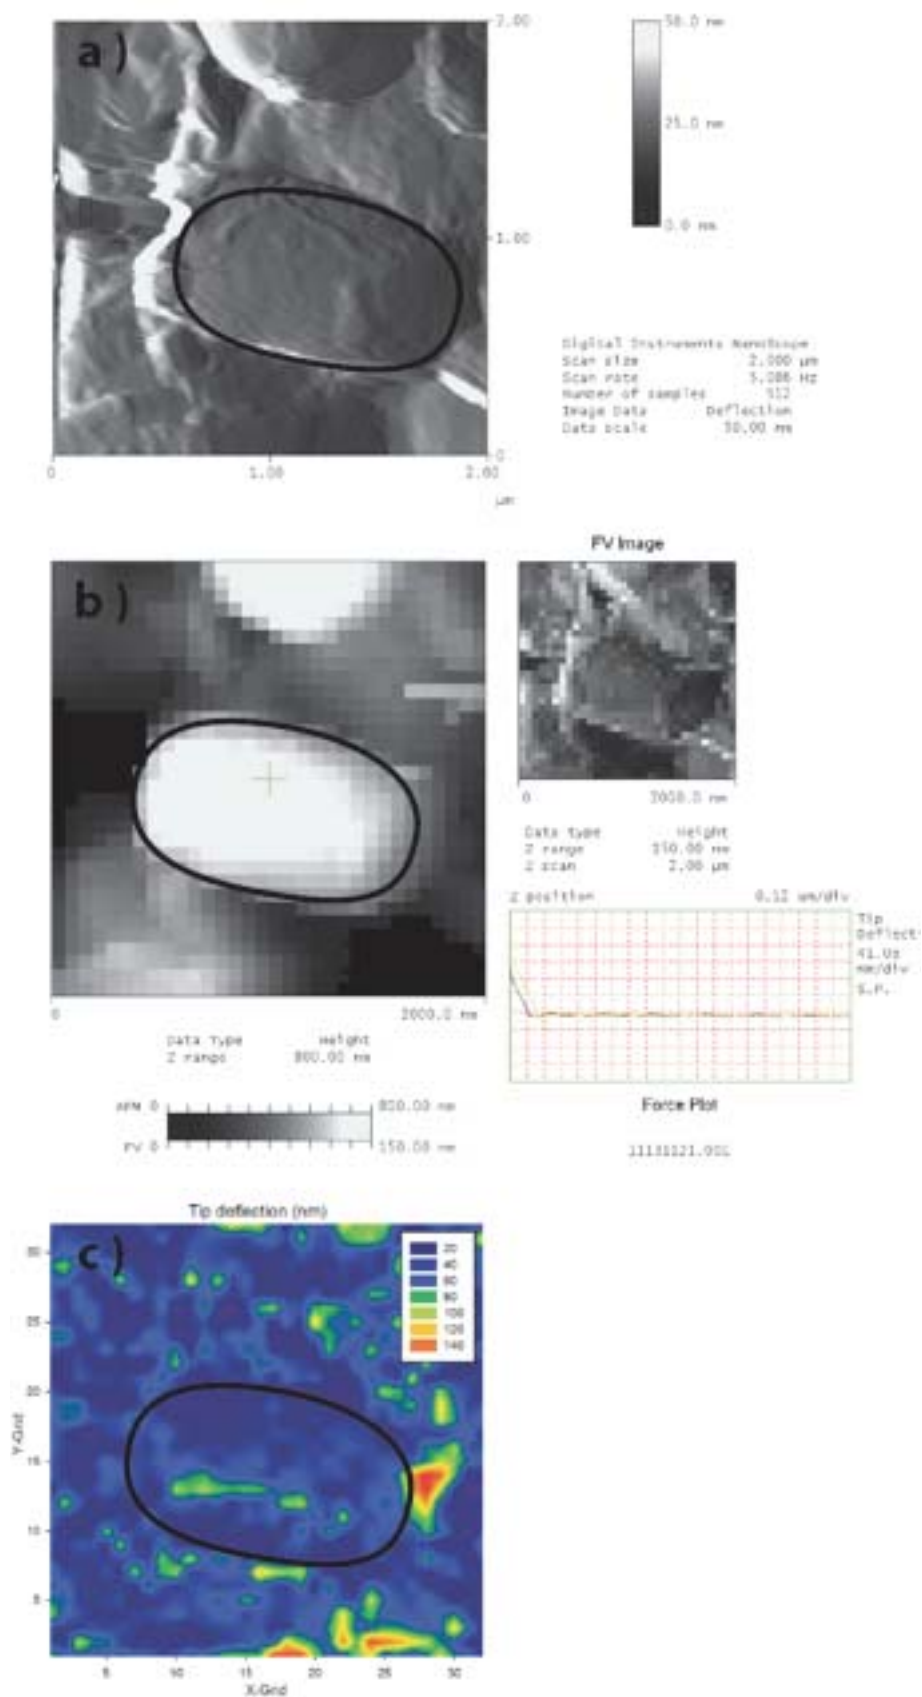 a )
2.00
1.00
0
0
1.00
2.00
µm
50.0 nm
25.0 nm
0.0 nm
Digital Instruments NanoScope
Scan size 2.000 µm
Scan rate 5.086 Hz
Number of samples 512
Image Data Deflection
Data scale 50.00 nm
b )
0
2000.0 nm
Data type Height
Z range 800.00 nm
AFM 0
800.00 nm
FV 0
150.00 nm
FV Image
0
2000.0 nm
Data type Height
Z range 150.00 nm
Z scan 2.00 µm
Z position
Tip
Deflect
nm/div
S.P.
Force Plot
Tip deflection (nm)
c )
20
40
60
80
100
120
140
Y-Grid
30
25
20
15
10
5
5
10
15
20
25
30
X-Grid